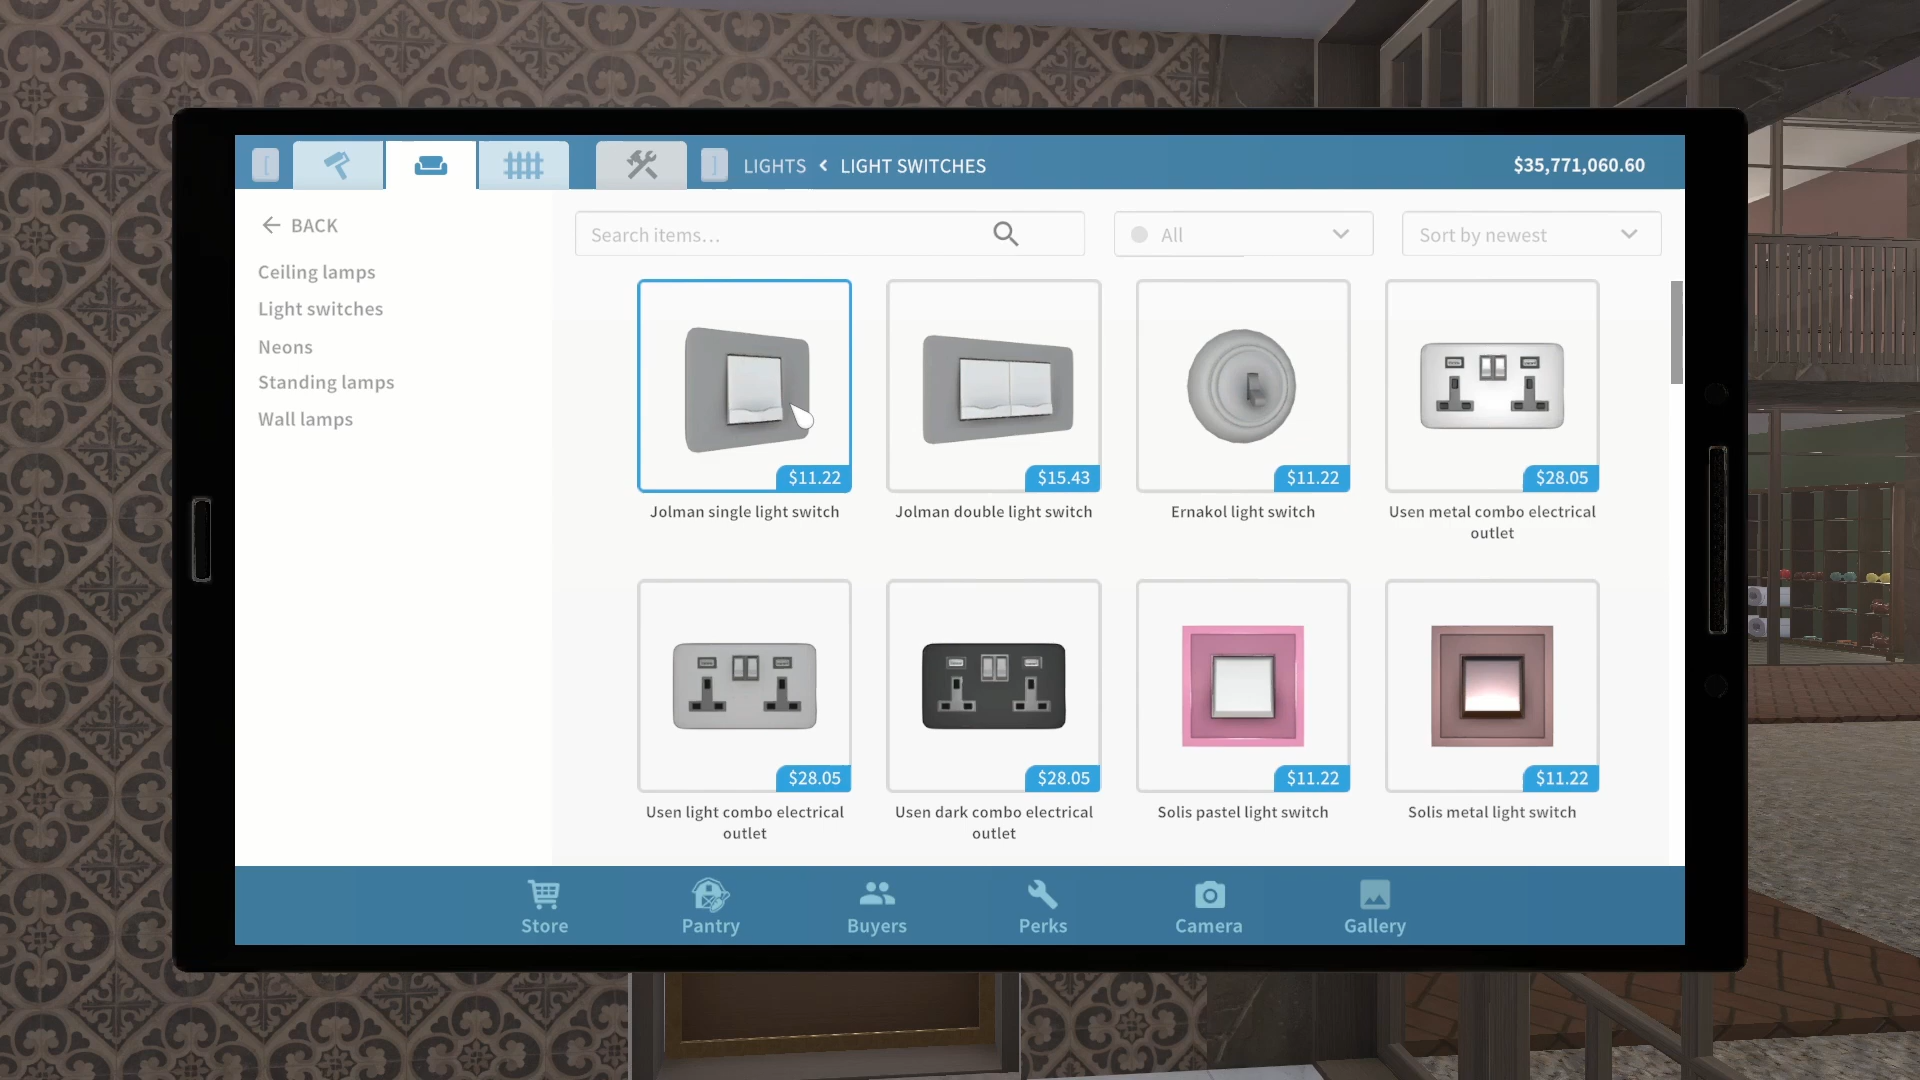 LIGHTS
LIGHT SWITCHES
$35,771,060.60
BACK
Ceiling lamps
Light switches
Neons
Standing lamps
Wall lamps
Search items...
All
Sort by newest
$11.22
Jolman single light switch
$15.43
Jolman double light switch
$11.22
Ernakol light switch
$28.05
Usen metal combo electrical
outlet
$28.05
Usen light combo electrical
outlet
$28.05
Usen dark combo electrical
outlet
$11.22
Solis pastel light switch
$11.22
Solis metal light switch
Store
Pantry
Buyers
Perks
Camera
Gallery